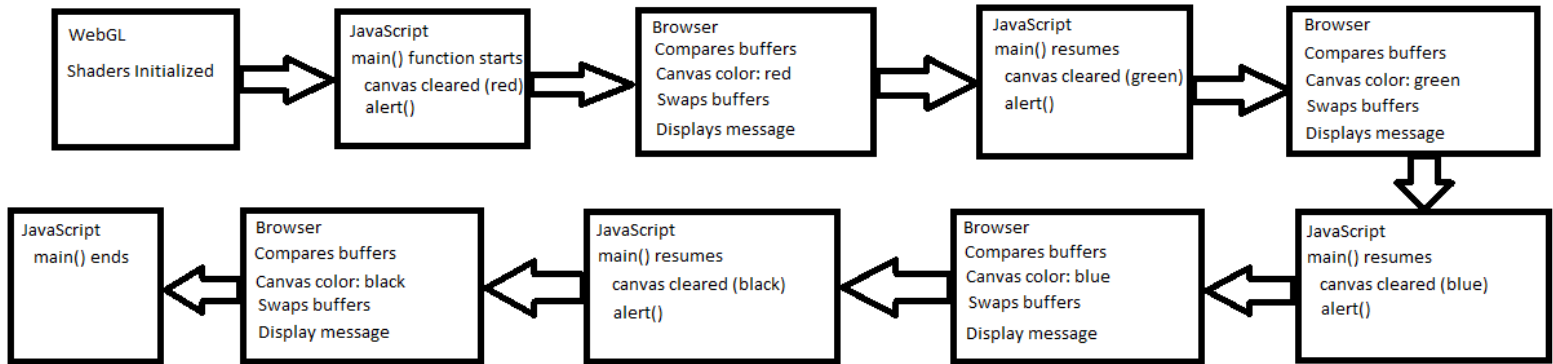 WebGL
Shaders Initialized
JavaScript
main() function starts
canvas cleared (red)
alert()
Browser
Compares buffers
Canvas color: red
Swaps buffers
Displays message
JavaScript
main() resumes
canvas cleared (green)
alert()
Browser
Compares buffers
Canvas color: green
Swaps buffers
Displays message
JavaScript
main() resumes
canvas cleared (blue)
alert()
Browser
Compares buffers
Canvas color: blue
Swaps buffers
Display message
JavaScript
main() resumes
canvas cleared (black)
alert()
Browser
Compares buffers
Canvas color: black
Swaps buffers
Display message
JavaScript
main() ends